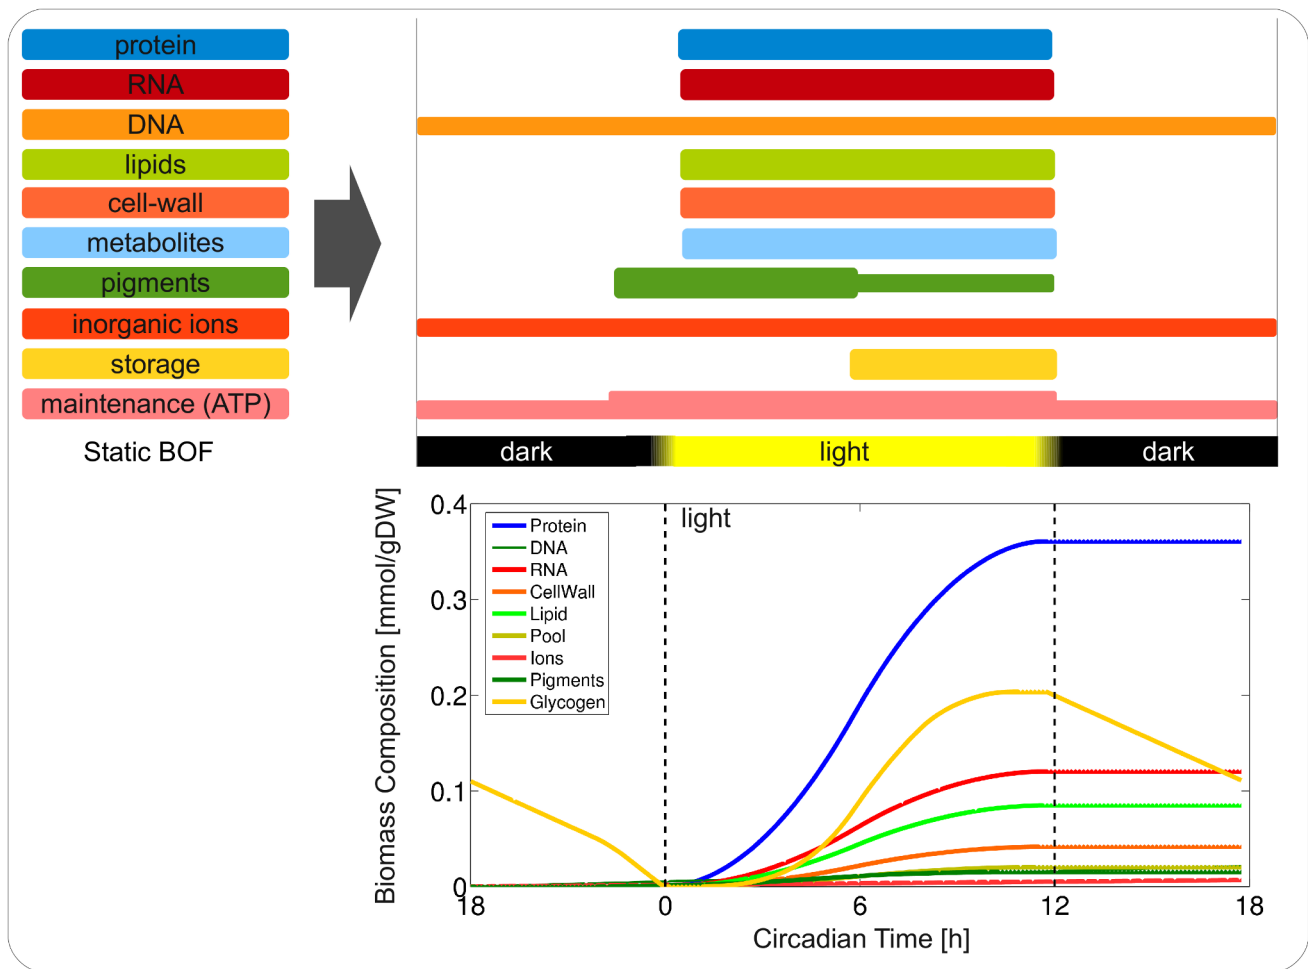 protein
RNA
DNA
lipids
cell-wall
metabolites
pigments
inorganic ions
storage
maintenance (ATP)
Static BOF
dark light dark
Biomass Composition [mmol/gDW]
0.4
0.3
0.2
0.1
0
light
Protein
DNA
RNA
CellWall
Lipid
Pool
Ions
Pigments
Glycogen
18 0 6 12 18
Circadian Time [h]